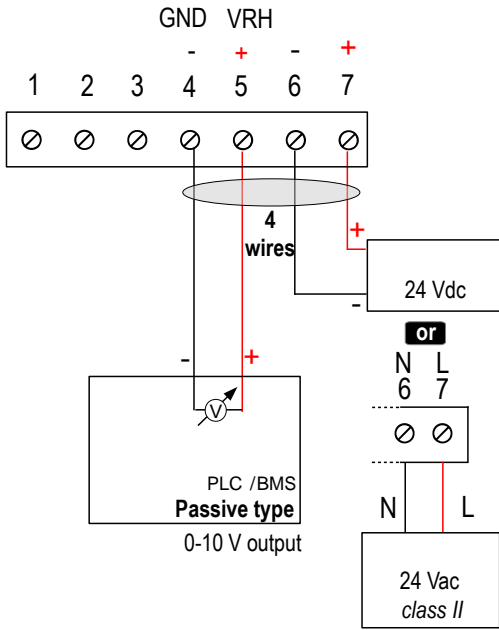 GND VRH
- + - +
1 2 3 4 5 6 7
4
wires
+
24 Vdc
-
or
N L
6 7
- +
V
PLC /BMS
Passive type
0-10 V output
N L
24 Vac
class II